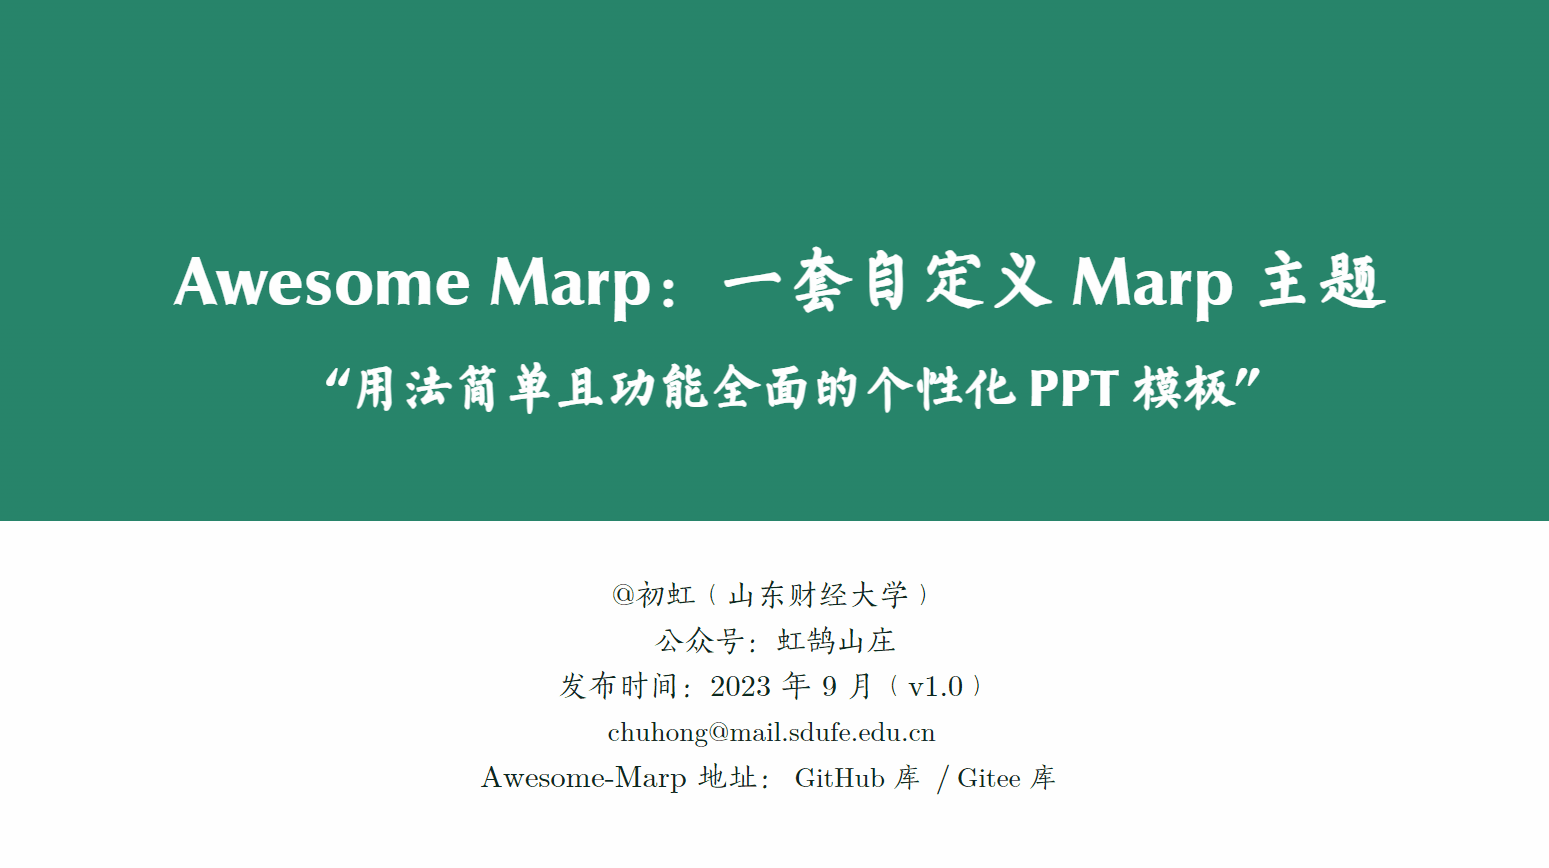 Awesome Marp：一套自定义 Marp 主题
“用法简单且功能全面的个性化 PPT 模板”
@初虹（山东财经大学）
公众号：虹鹄山庄
发布时间：2023 年 9 月（v1.0）
chuhong@mail.sdufe.edu.cn
Awesome-Marp 地址： GitHub 库 / Gitee 库